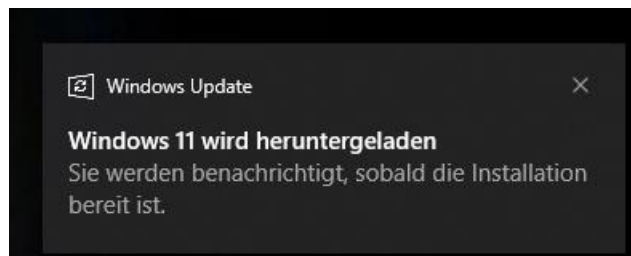 Windows Update
Windows 11 wird heruntergeladen
Sie werden benachrichtigt, sobald die Installation
bereit ist.